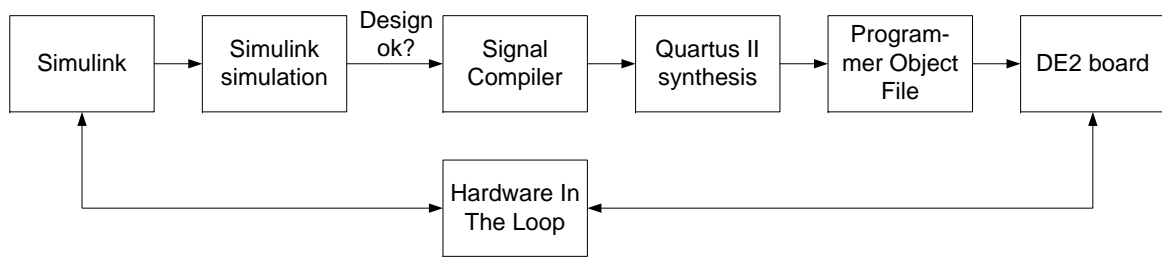 Simulink
Simulink
simulation
Design
ok?
Signal
Compiler
Quartus II
synthesis
Program-
mer Object
File
DE2 board
Hardware In
The Loop